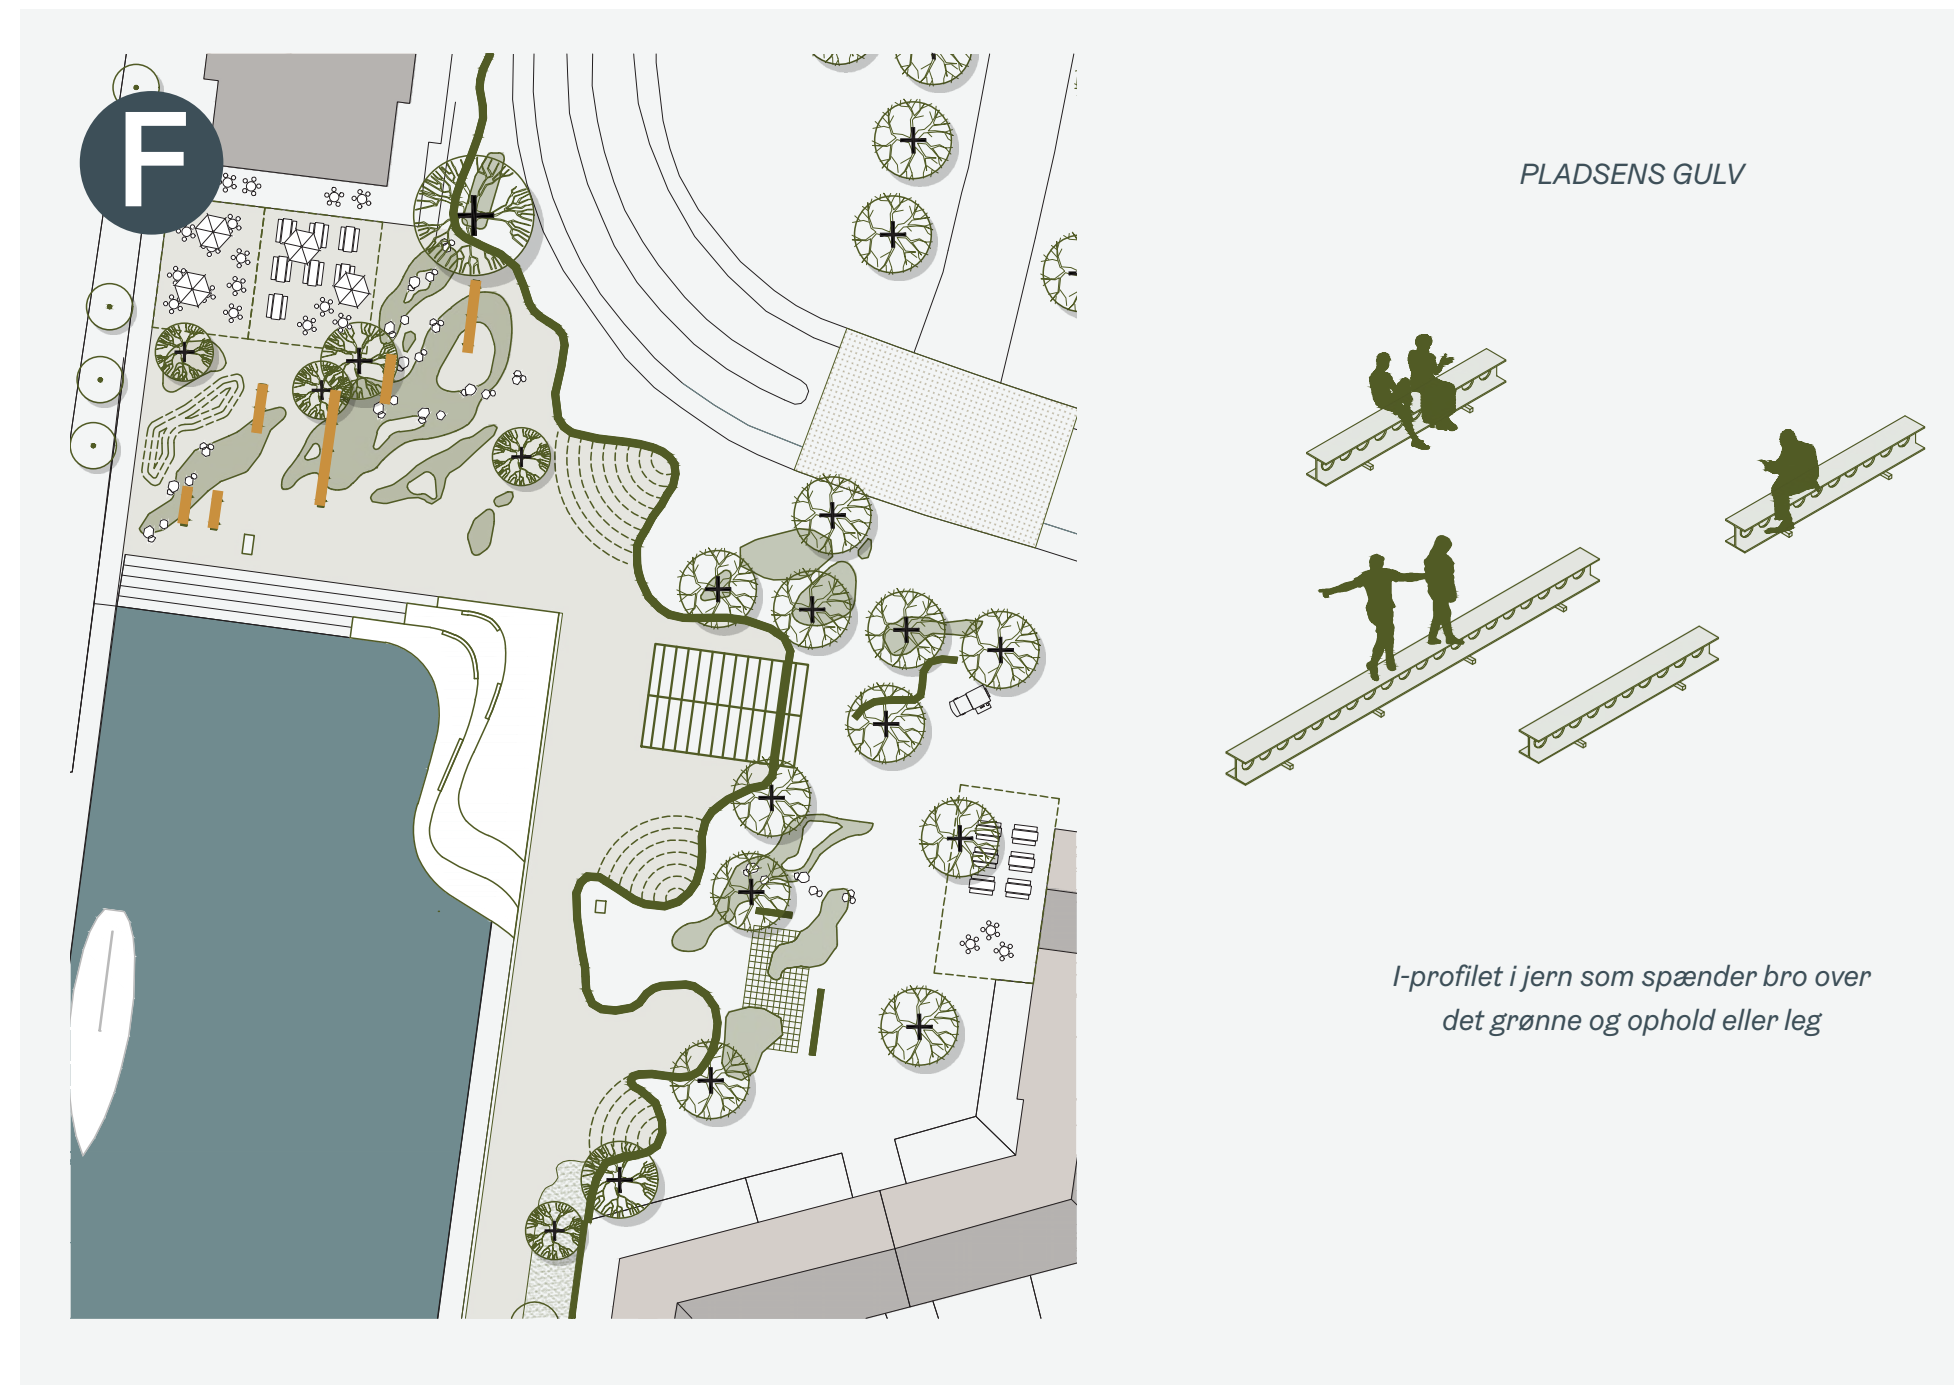 F
PLADSENS GULV
I-profilet i jern som spænder bro over
det grønne og ophold eller leg